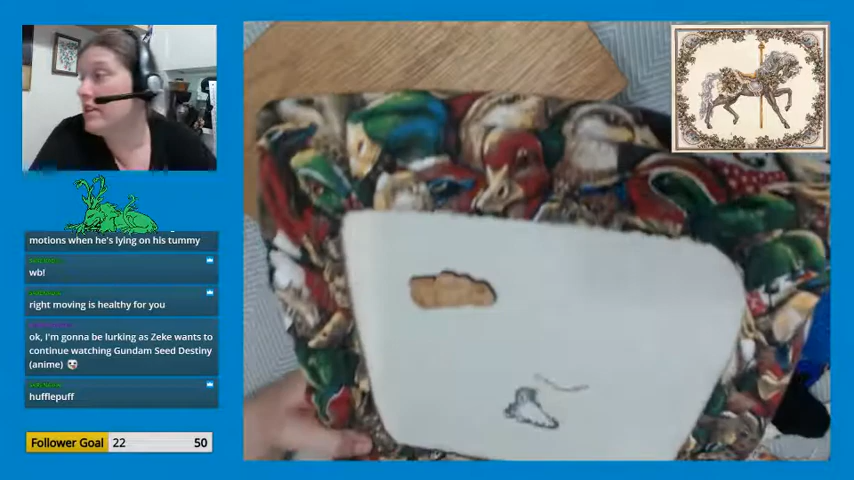 motions when he's lying on his tummy
wb!
right moving is healthy for you
ok, I'm gonna be lurking as Zeke wants to
continue watching Gundam Seed Destiny
(anime)
hufflepuff
Follower Goal 22 50